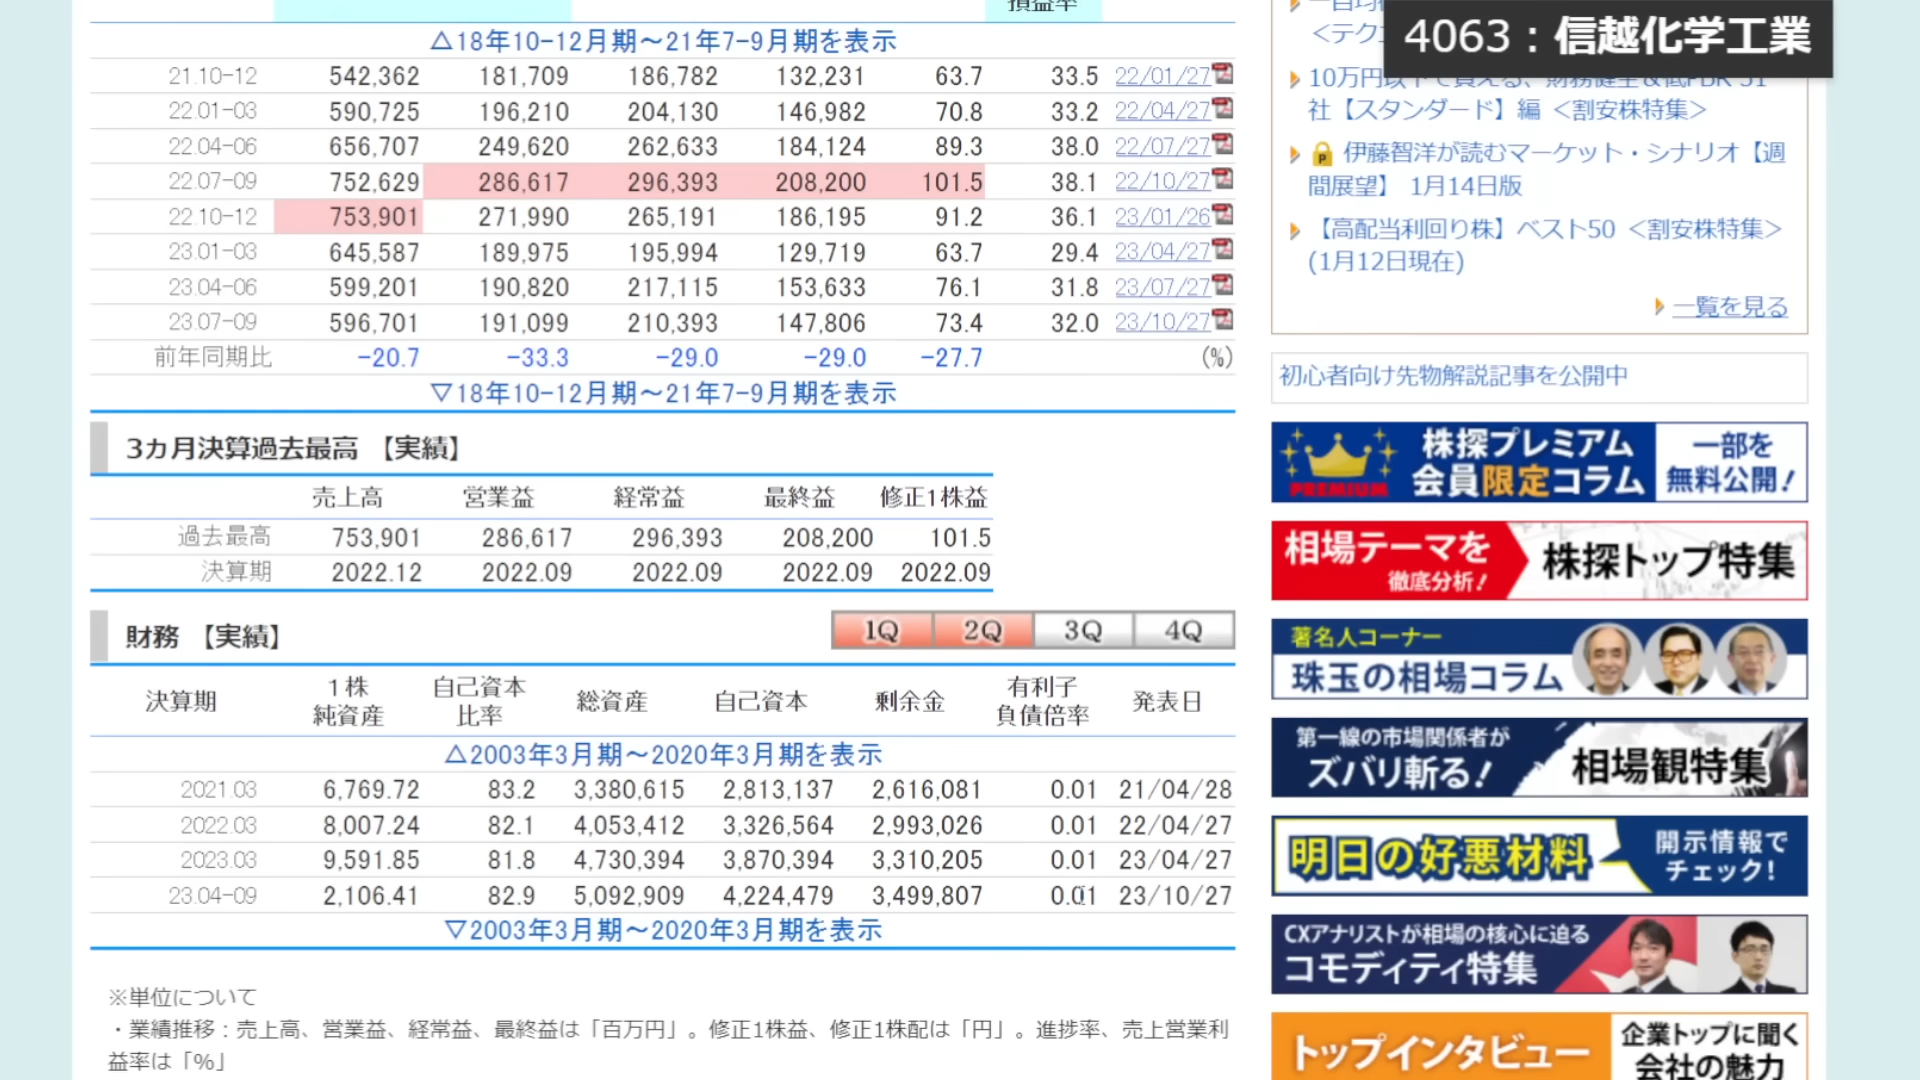 損益率
△18年10-12月期〜21年7-9月期を表示
21.10-12 542,362 181,709 186,782 132,231 63.7 33.5 22/01/27
22.01-03 590,725 196,210 204,130 146,982 70.8 33.2 22/04/27
22.04-06 656,707 249,620 262,633 184,124 89.3 38.0 22/07/27
22.07-09 752,629 286,617 296,393 208,200 101.5 38.1 22/10/27
22.10-12 753,901 271,990 265,191 186,195 91.2 36.1 23/01/26
23.01-03 645,587 189,975 195,994 129,719 63.7 29.4 23/04/27
23.04-06 599,201 190,820 217,115 153,633 76.1 31.8 23/07/27
23.07-09 596,701 191,099 210,393 147,806 73.4 32.0 23/10/27
前年同期比 -20.7 -33.3 -29.0 -29.0 -27.7 (%)
▽18年10-12月期〜21年7-9月期を表示
3ヵ月決算過去最高 【実績】
売上高 営業益 経常益 最終益 修正1株益
過去最高 753,901 286,617 296,393 208,200 101.5
決算期 2022.12 2022.09 2022.09 2022.09 2022.09
財務 【実績】
1Q 2Q 3Q 4Q
決算期 1株純資産 自己資本比率 総資産 自己資本 剰余金 有利子負債倍率 発表日
△2003年3月期〜2020年3月期を表示
2021.03 6,769.72 83.2 3,380,615 2,813,137 2,616,081 0.01 21/04/28
2022.03 8,007.24 82.1 4,053,412 3,326,564 2,993,026 0.01 22/04/27
2023.03 9,591.85 81.8 4,730,394 3,870,394 3,310,205 0.01 23/04/27
23.04-09 2,106.41 82.9 5,092,909 4,224,479 3,499,807 0.01 23/10/27
▽2003年3月期〜2020年3月期を表示
※単位について
・業績推移：売上高、営業益、経常益、最終益は「百万円」。修正1株益、修正1株配は「円」。進捗率、売上営業利
益率は「%」
4063：信越化学工業
＜テク
10万円以下で買える、財務健全＆低PBR 31
社【スタンダード】編 ＜割安株特集＞
P 伊藤智洋が読むマーケット・シナリオ【週
間展望】 1月14日版
【高配当利回り株】ベスト50 ＜割安株特集＞
(1月12日現在)
一覧を見る
初心者向け先物解説記事を公開中
PREMIUM
株探プレミアム
会員限定コラム
一部を
無料公開！
相場テーマを
徹底分析！
株探トップ特集
著名人コーナー
珠玉の相場コラム
第一線の市場関係者が
ズバリ斬る！
相場観特集
明日の好悪材料
開示情報で
チェック！
CXアナリストが相場の核心に迫る
コモディティ特集
トップインタビュー
企業トップに聞く
会社の魅力